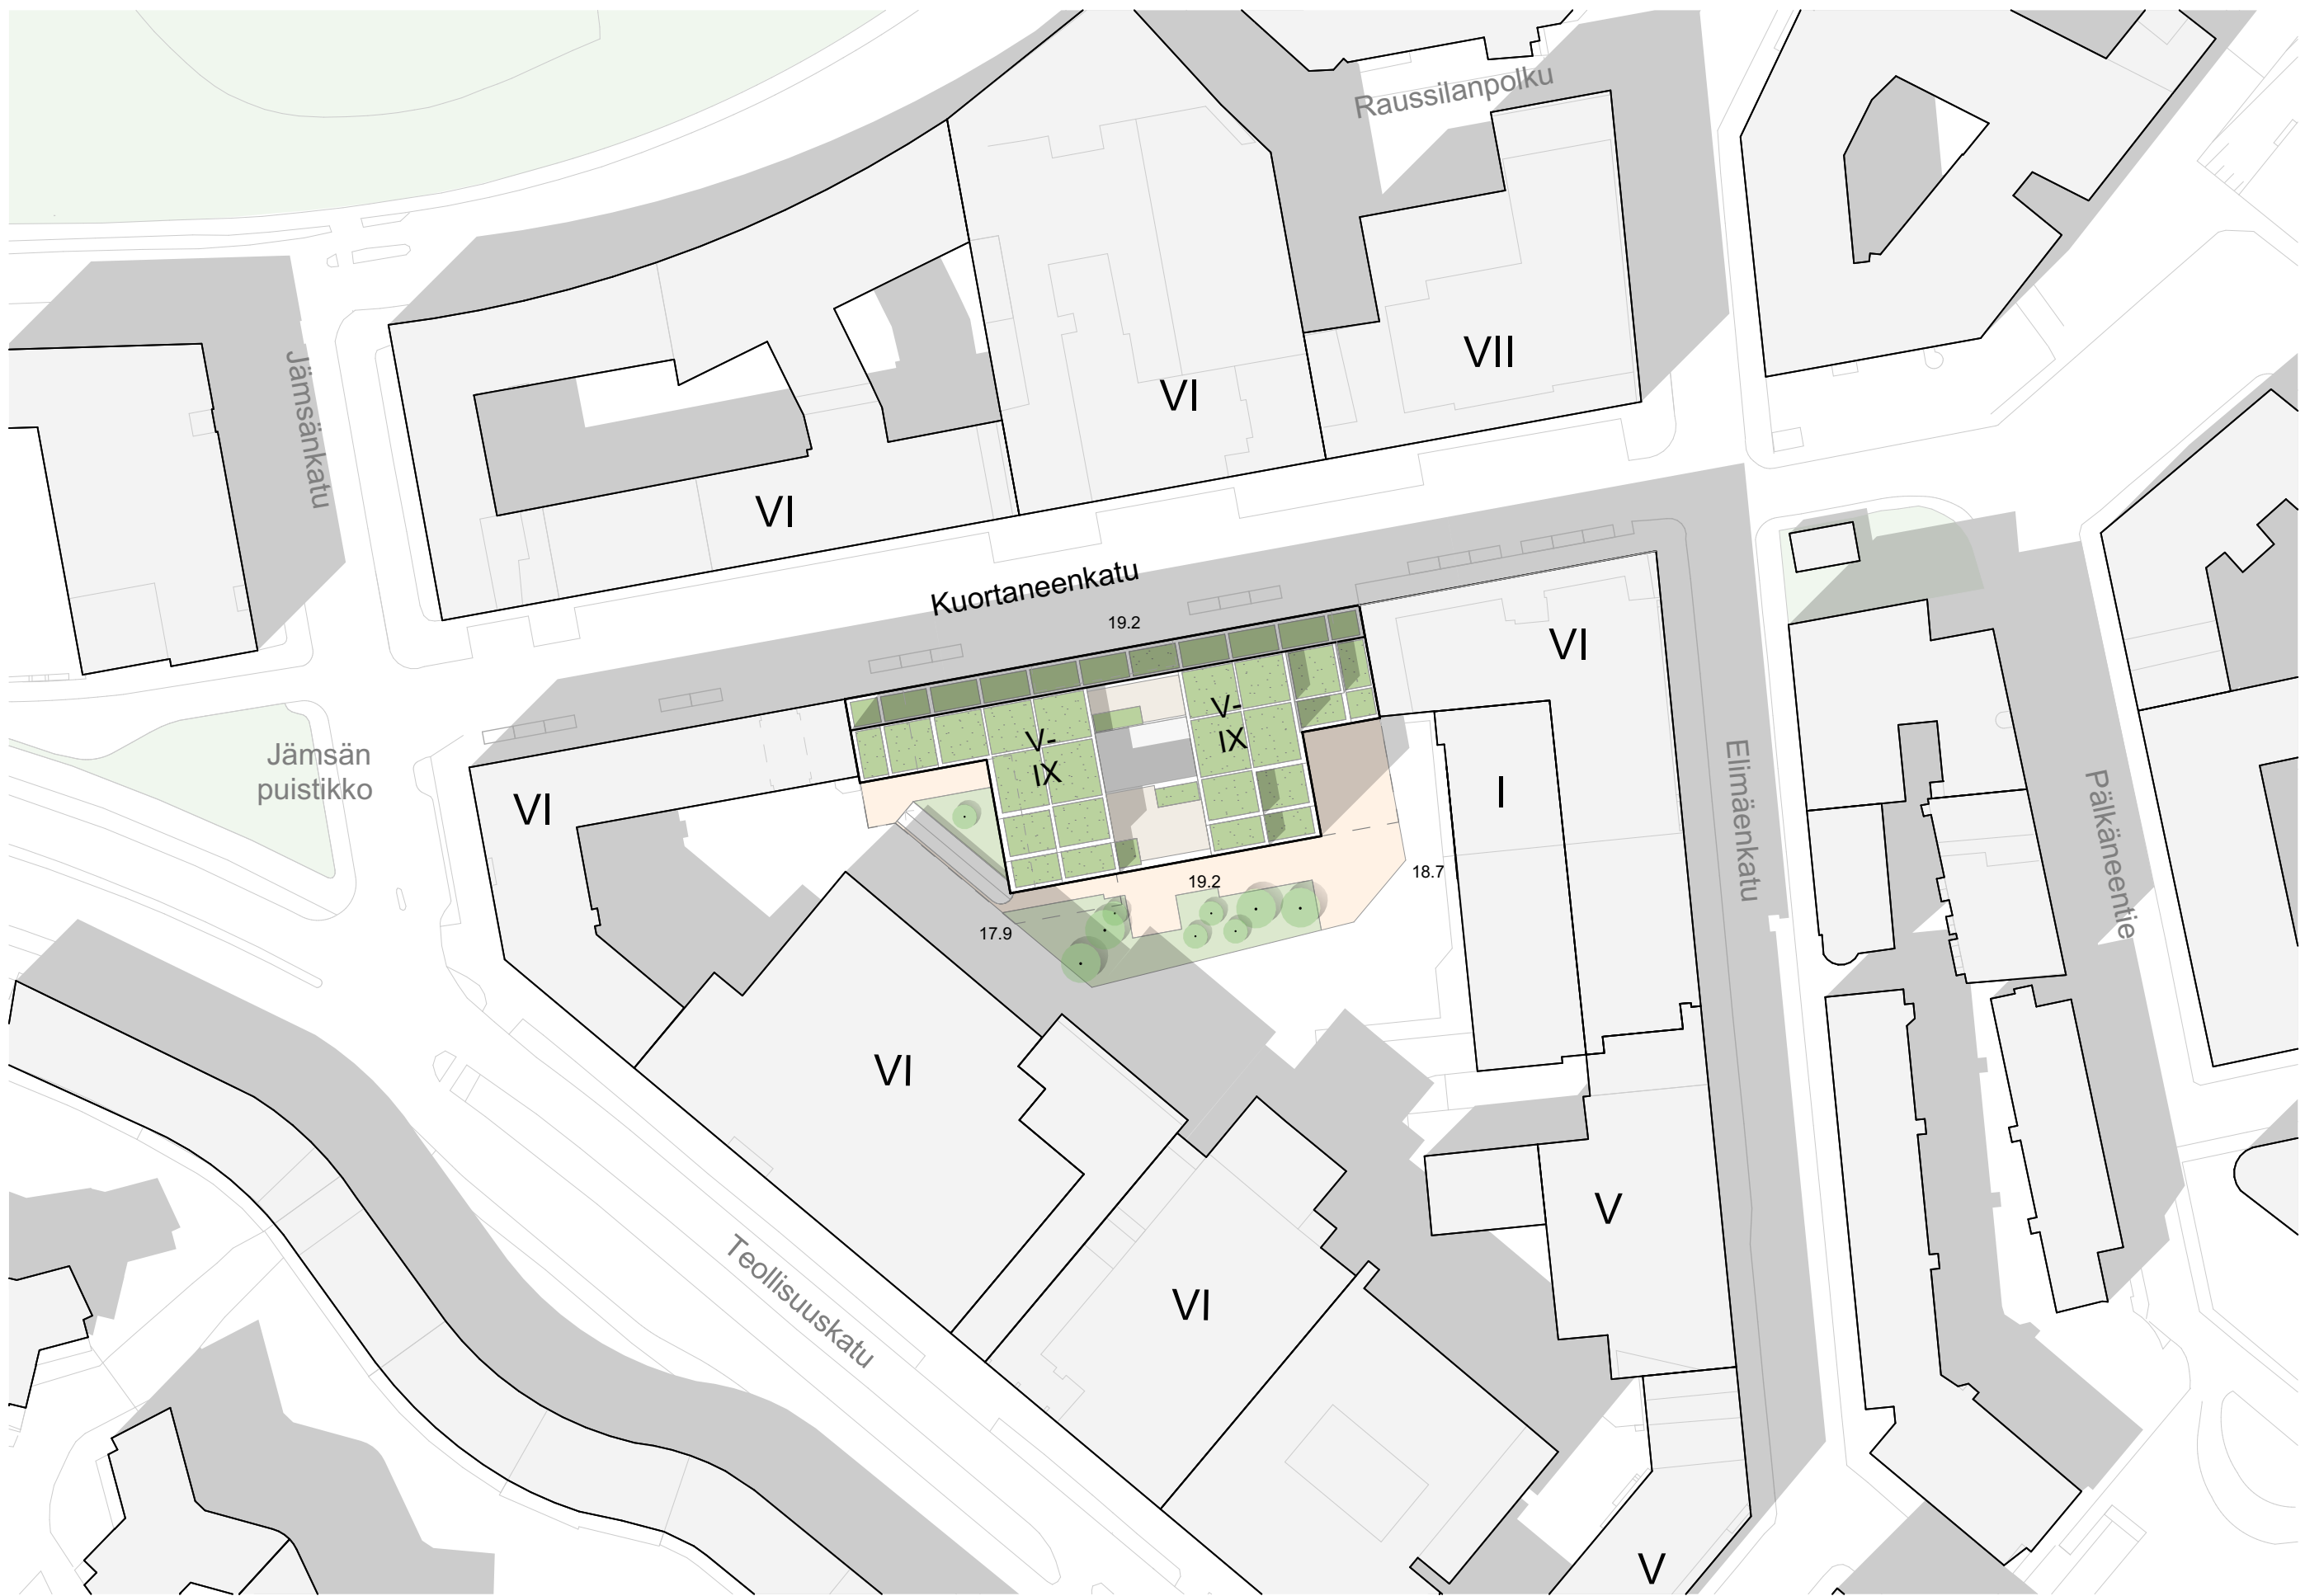 Raussilanpolku
Jämsänkatu
VII
VI
VI
Kuortaneenkatu
19.2
VI
V-
IX
V-
IX
Jämsän
puistikko
VI
I
Elimäenkatu
Pälkäneentie
18.7
19.2
17.9
VI
V
Teollisuuskatu
VI
V